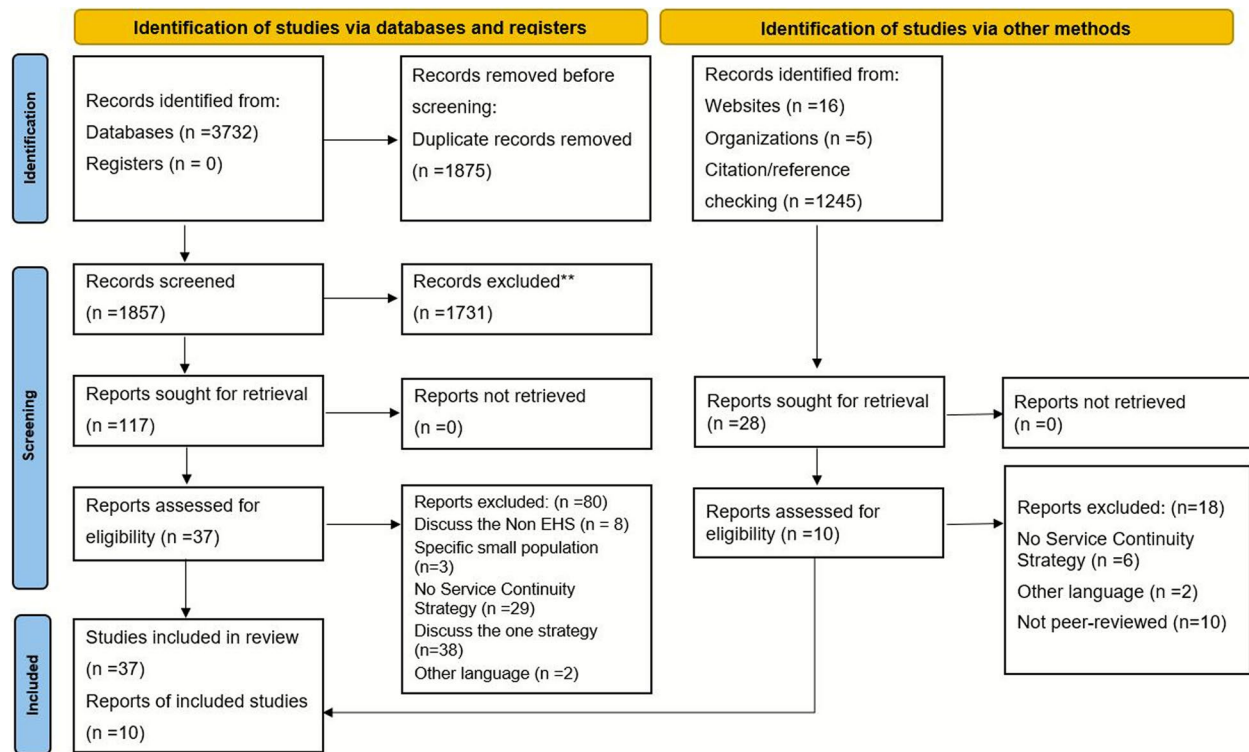 Identification of studies via databases and registers
Identification of studies via other methods
Identification
Records identified from:
Databases (n =3732)
Registers (n = 0)
Records removed before
screening:
Duplicate records removed
(n =1875)
Records identified from:
Websites (n =16)
Organizations (n =5)
Citation/reference
checking (n =1245)
Screening
Records screened
(n =1857)
Records excluded**
(n =1731)
Reports sought for retrieval
(n =117)
Reports not retrieved
(n =0)
Reports sought for retrieval
(n =28)
Reports not retrieved
(n =0)
Reports assessed for
eligibility (n =37)
Reports excluded: (n =80)
Discuss the Non EHS (n = 8)
Specific small population
(n=3)
No Service Continuity
Strategy (n =29)
Discuss the one strategy
(n=38)
Other language (n =2)
Reports assessed for
eligibility (n =10)
Reports excluded: (n=18)
No Service Continuity
Strategy (n =6)
Other language (n =2)
Not peer-reviewed (n=10)
Included
Studies included in review
(n =37)
Reports of included studies
(n =10)